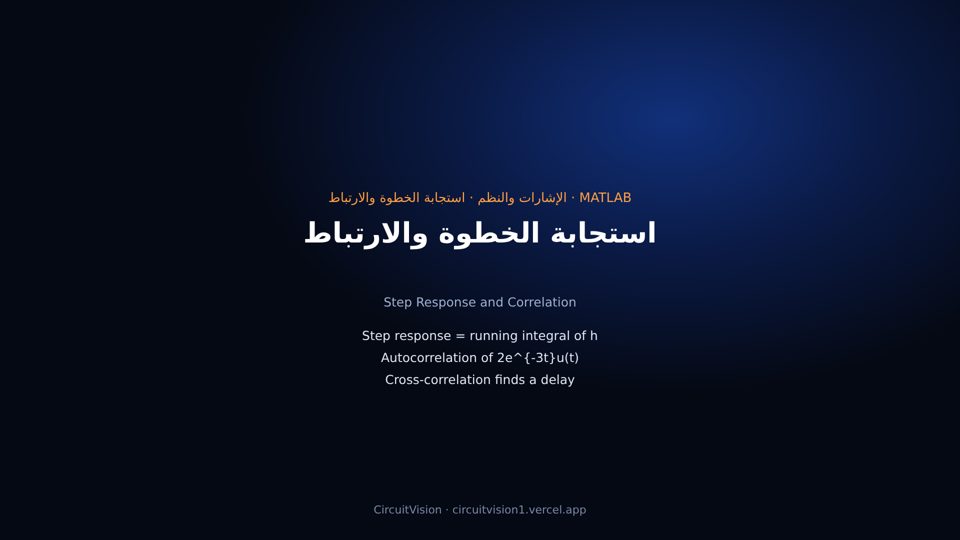 MATLAB · الإشارات والنظم · استجابة الخطوة والارتباط
استجابة الخطوة والارتباط
Step Response and Correlation
Step response = running integral of h
Autocorrelation of 2e^{-3t}u(t)
Cross-correlation finds a delay
CircuitVision · circuitvision1.vercel.app